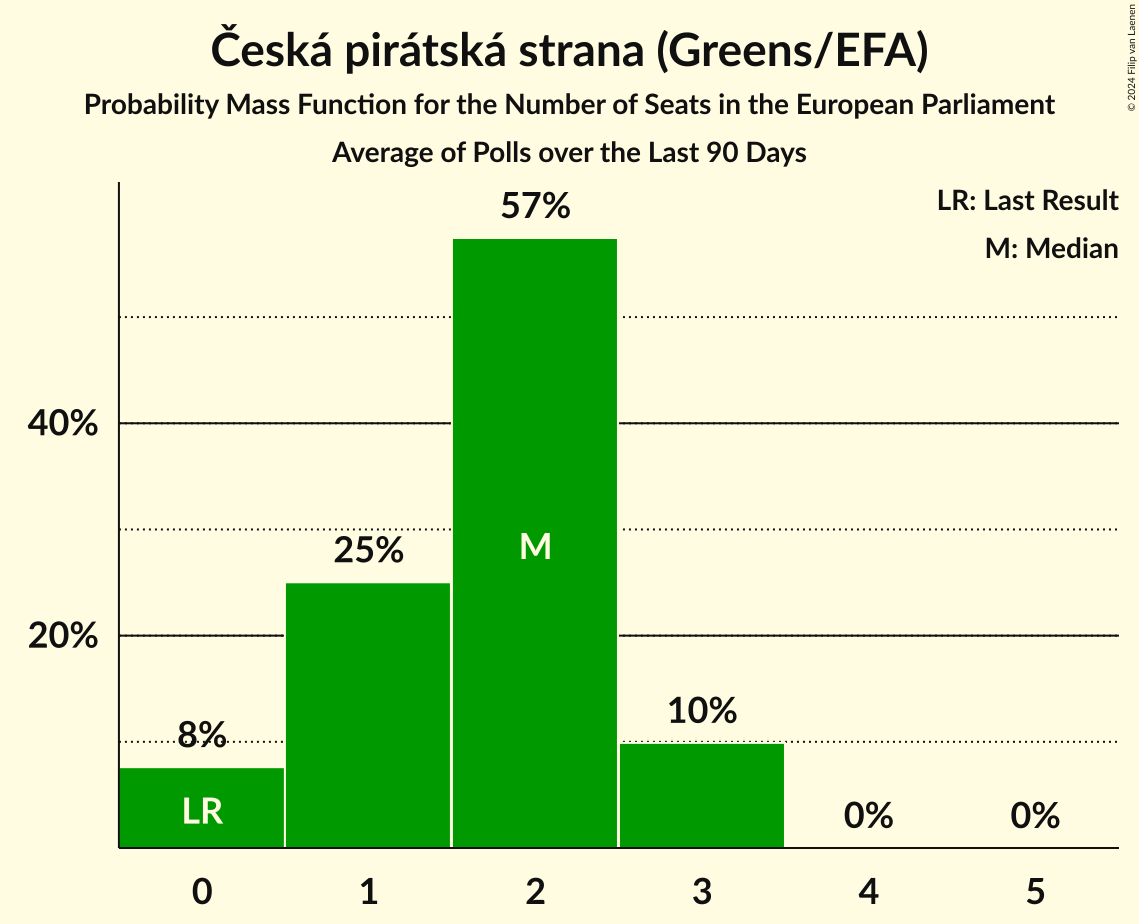 Česká pirátská strana (Greens/EFA)
Probability Mass Function for the Number of Seats in the European Parliament
Average of Polls over the Last 90 Days
© 2024 Filip van Laenen
LR: Last Result
M: Median
57%
40%
25%
M
20%
10%
8%
LR
0%
0%
0
1
2
3
4
5